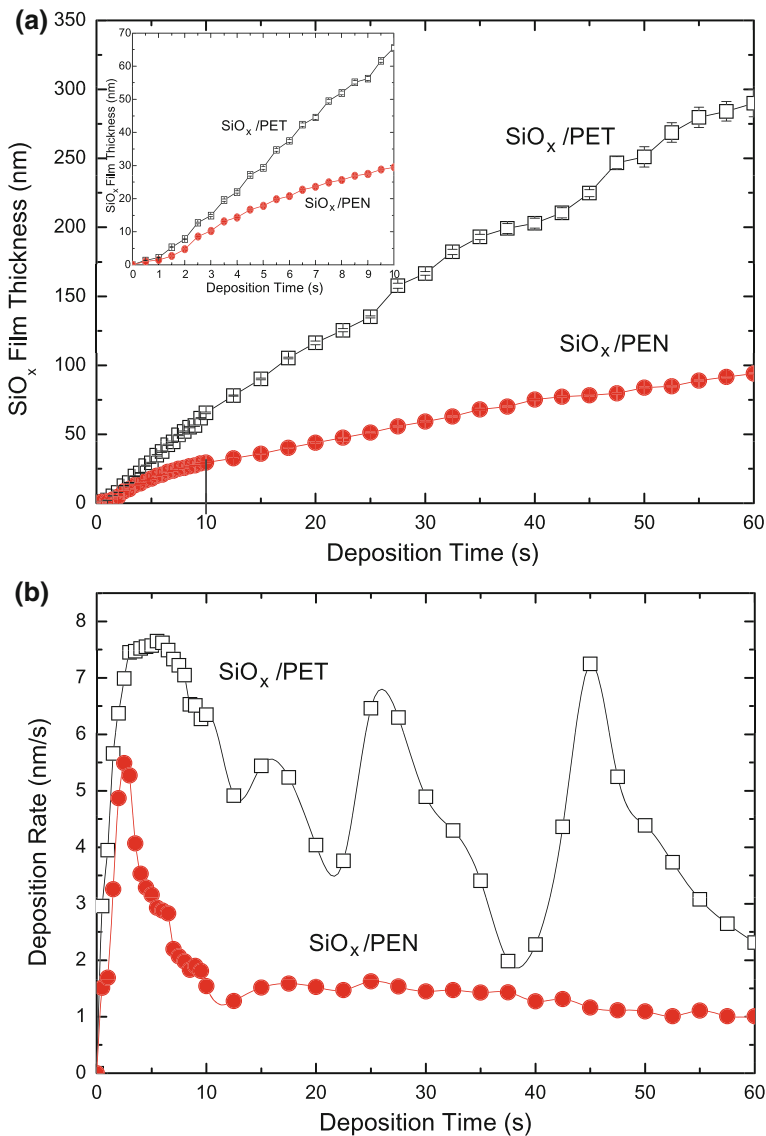 (a)
350
300
250
200
150
100
50
0
SiOx Film Thickness (nm)
70
60
50
40
30
20
10
0
SiOx Film Thickness (nm)
SiOx /PET
SiOx/PEN
0 1 2 3 4 5 6 7 8 9 10
Deposition Time (s)
SiOx /PET
SiOx/PEN
0 10 20 30 40 50 60
Deposition Time (s)
(b)
8
7
6
5
4
3
2
1
0
Deposition Rate (nm/s)
SiOx /PET
SiOx/PEN
0 10 20 30 40 50 60
Deposition Time (s)